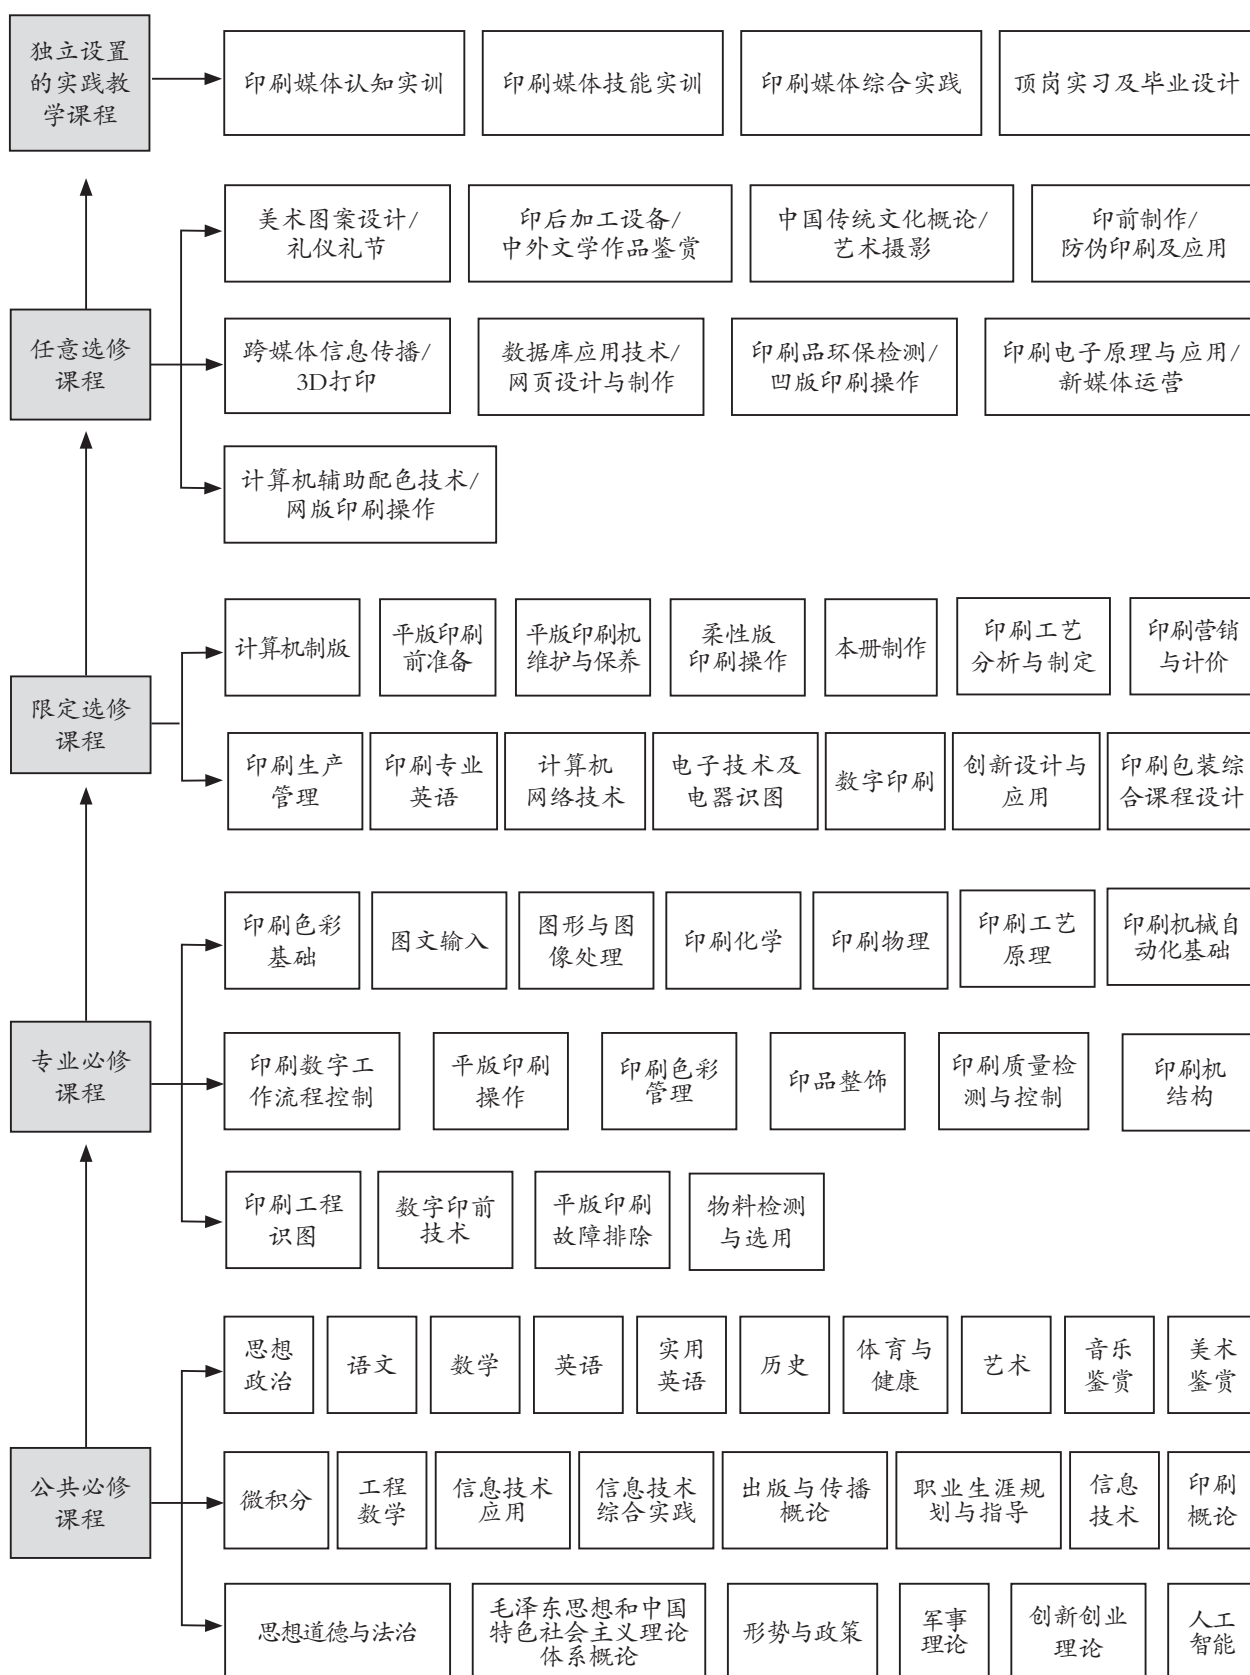 独立设置
的实践教
学课程
印刷媒体认知实训
印刷媒体技能实训
印刷媒体综合实践
顶岗实习及毕业设计
任意选修
课程
美术图案设计/
礼仪礼节
印后加工设备/
中外文学作品鉴赏
中国传统文化概论/
艺术摄影
印前制作/
防伪印刷及应用
跨媒体信息传播/
3D打印
数据库应用技术/
网页设计与制作
印刷品环保检测/
凹版印刷操作
印刷电子原理与应用/
新媒体运营
计算机辅助配色技术/
网版印刷操作
限定选修
课程
计算机制版
平版印刷
前准备
平版印刷机
维护与保养
柔性版
印刷操作
本册制作
印刷工艺
分析与制定
印刷营销
与计价
印刷生产
管理
印刷专业
英语
计算机
网络技术
电子技术及
电器识图
数字印刷
创新设计与
应用
印刷包装综
合课程设计
专业必修
课程
印刷色彩
基础
图文输入
图形与图
像处理
印刷化学
印刷物理
印刷工艺
原理
印刷机械自
动化基础
印刷数字工
作流程控制
平版印刷
操作
印刷色彩
管理
印品整饰
印刷质量检
测与控制
印刷机
结构
印刷工程
识图
数字印前
技术
平版印刷
故障排除
物料检测
与选用
公共必修
课程
思想
政治
语文
数学
英语
实用
英语
历史
体育与
健康
艺术
音乐
鉴赏
美术
鉴赏
微积分
工程
数学
信息技术
应用
信息技术
综合实践
出版与传播
概论
职业生涯规
划与指导
信息
技术
印刷
概论
思想道德与法治
毛泽东思想和中国
特色社会主义理论
体系概论
形势与政策
军事
理论
创新创业
理论
人工
智能